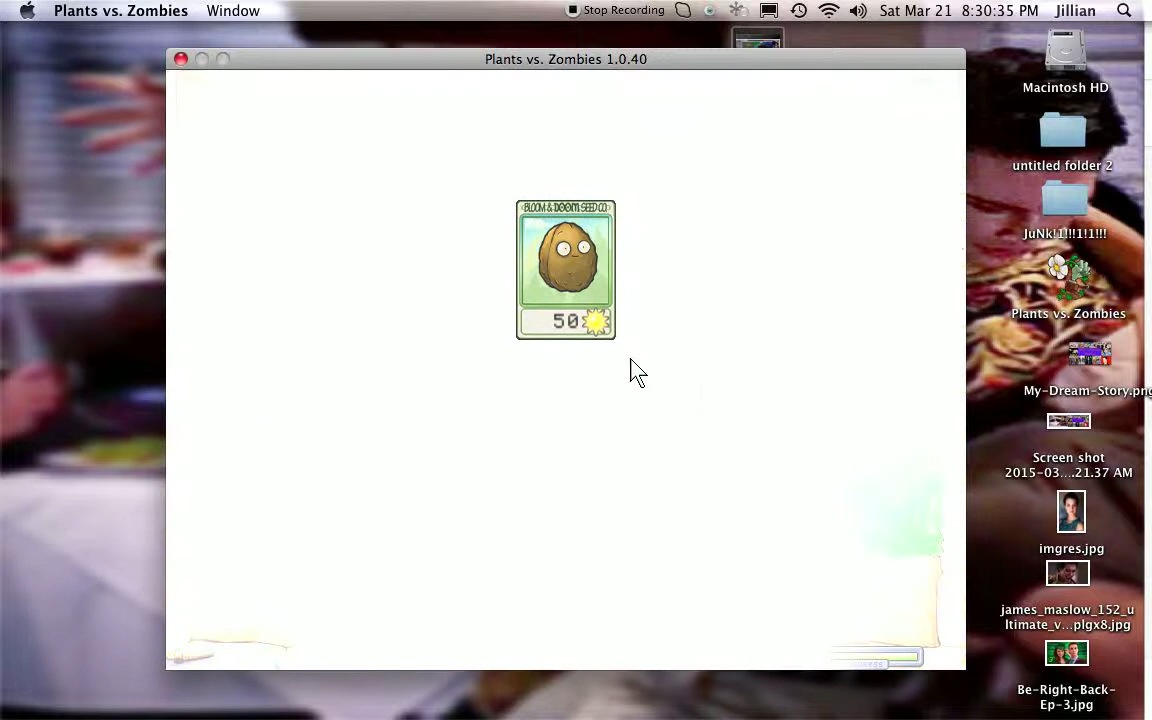 Plants vs. Zombies Window Stop Recording Sat Mar 21 8:30:35 PM Jillian
Plants vs. Zombies 1.0.40
BLOOM & DOOM SEED CO
50
Macintosh HD
untitled folder 2
JuNk!1!!!1!1!!!
Plants vs. Zombies
My-Dream-Story.png
Screen shot
2015-03....21.37 AM
imgres.jpg
james_maslow_152_u
ltimate_v...plgx8.jpg
Be-Right-Back-
Ep-3.jpg